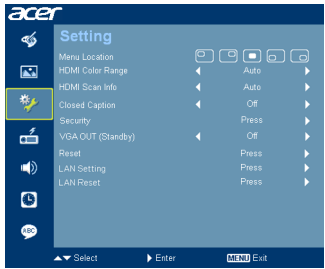 acer
Setting
Menu Location
HDMI Color Range Auto
HDMI Scan Info Auto
Closed Caption Off
Security Press
VGA OUT (Standby) Off
Reset Press
LAN Setting Press
LAN Reset Press
ABC
Select Enter MENU Exit